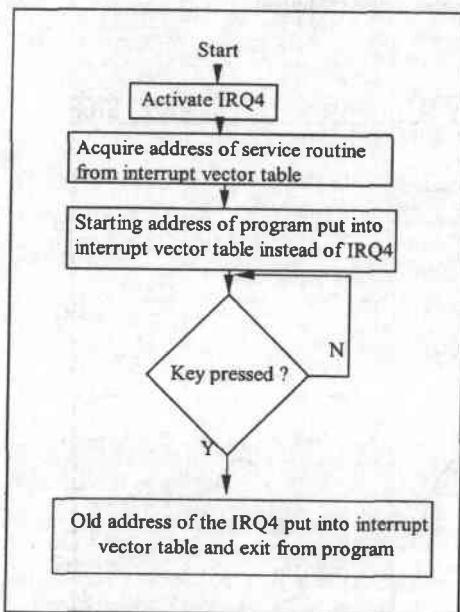 Start
Activate IRQ4
Acquire address of service routine
from interrupt vector table
Starting address of program put into
interrupt vector table instead of IRQ4
Key pressed ?
N
Y
Old address of the IRQ4 put into interrupt
vector table and exit from program